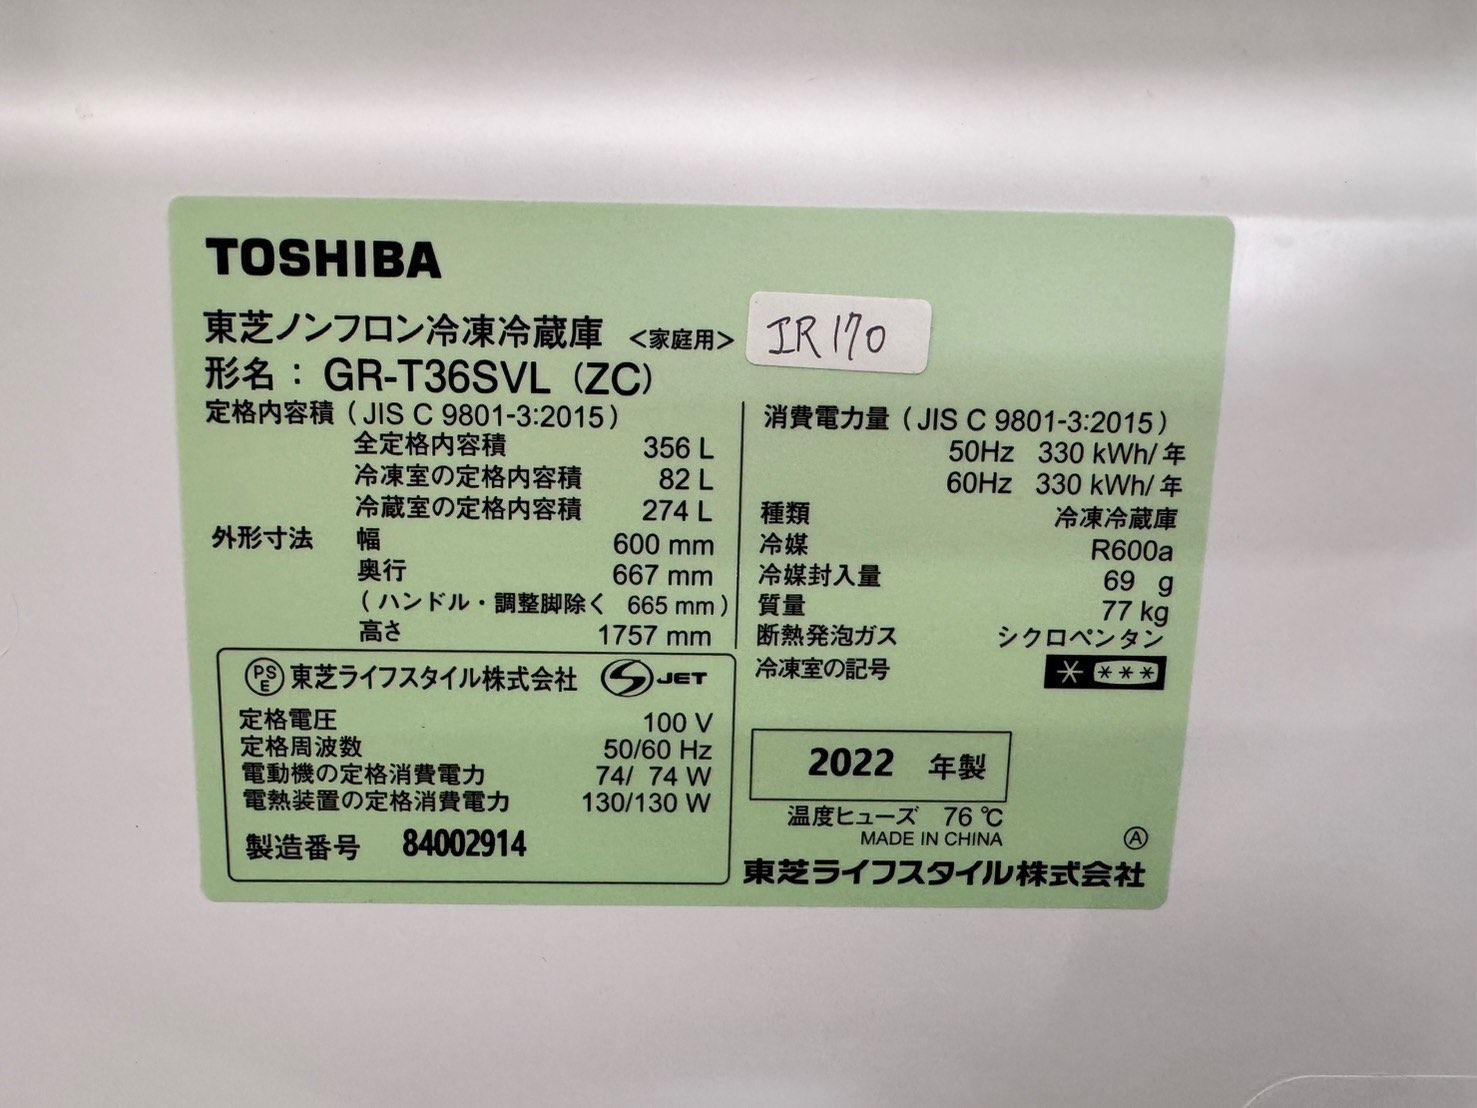 TOSHIBA
東芝ノンフロン冷凍冷蔵庫 <家庭用>
IR170
形名： GR-T36SVL (ZC)
定格内容積 ( JIS C 9801-3:2015 )
全定格内容積 356 L
冷凍室の定格内容積 82 L
冷蔵室の定格内容積 274 L
外形寸法 幅 600 mm
奥行 667 mm
( ハンドル・調整脚除く 665 mm )
高さ 1757 mm
PSE 東芝ライフスタイル株式会社 S JET
定格電圧 100 V
定格周波数 50/60 Hz
電動機の定格消費電力 74/ 74 W
電熱装置の定格消費電力 130/130 W
製造番号 84002914
消費電力量 ( JIS C 9801-3:2015 )
50Hz 330 kWh/年
60Hz 330 kWh/年
種類 冷凍冷蔵庫
冷媒 R600a
冷媒封入量 69 g
質量 77 kg
断熱発泡ガス シクロペンタン
冷凍室の記号 * ***
2022 年製
温度ヒューズ 76 ℃
MADE IN CHINA
Ⓐ
東芝ライフスタイル株式会社